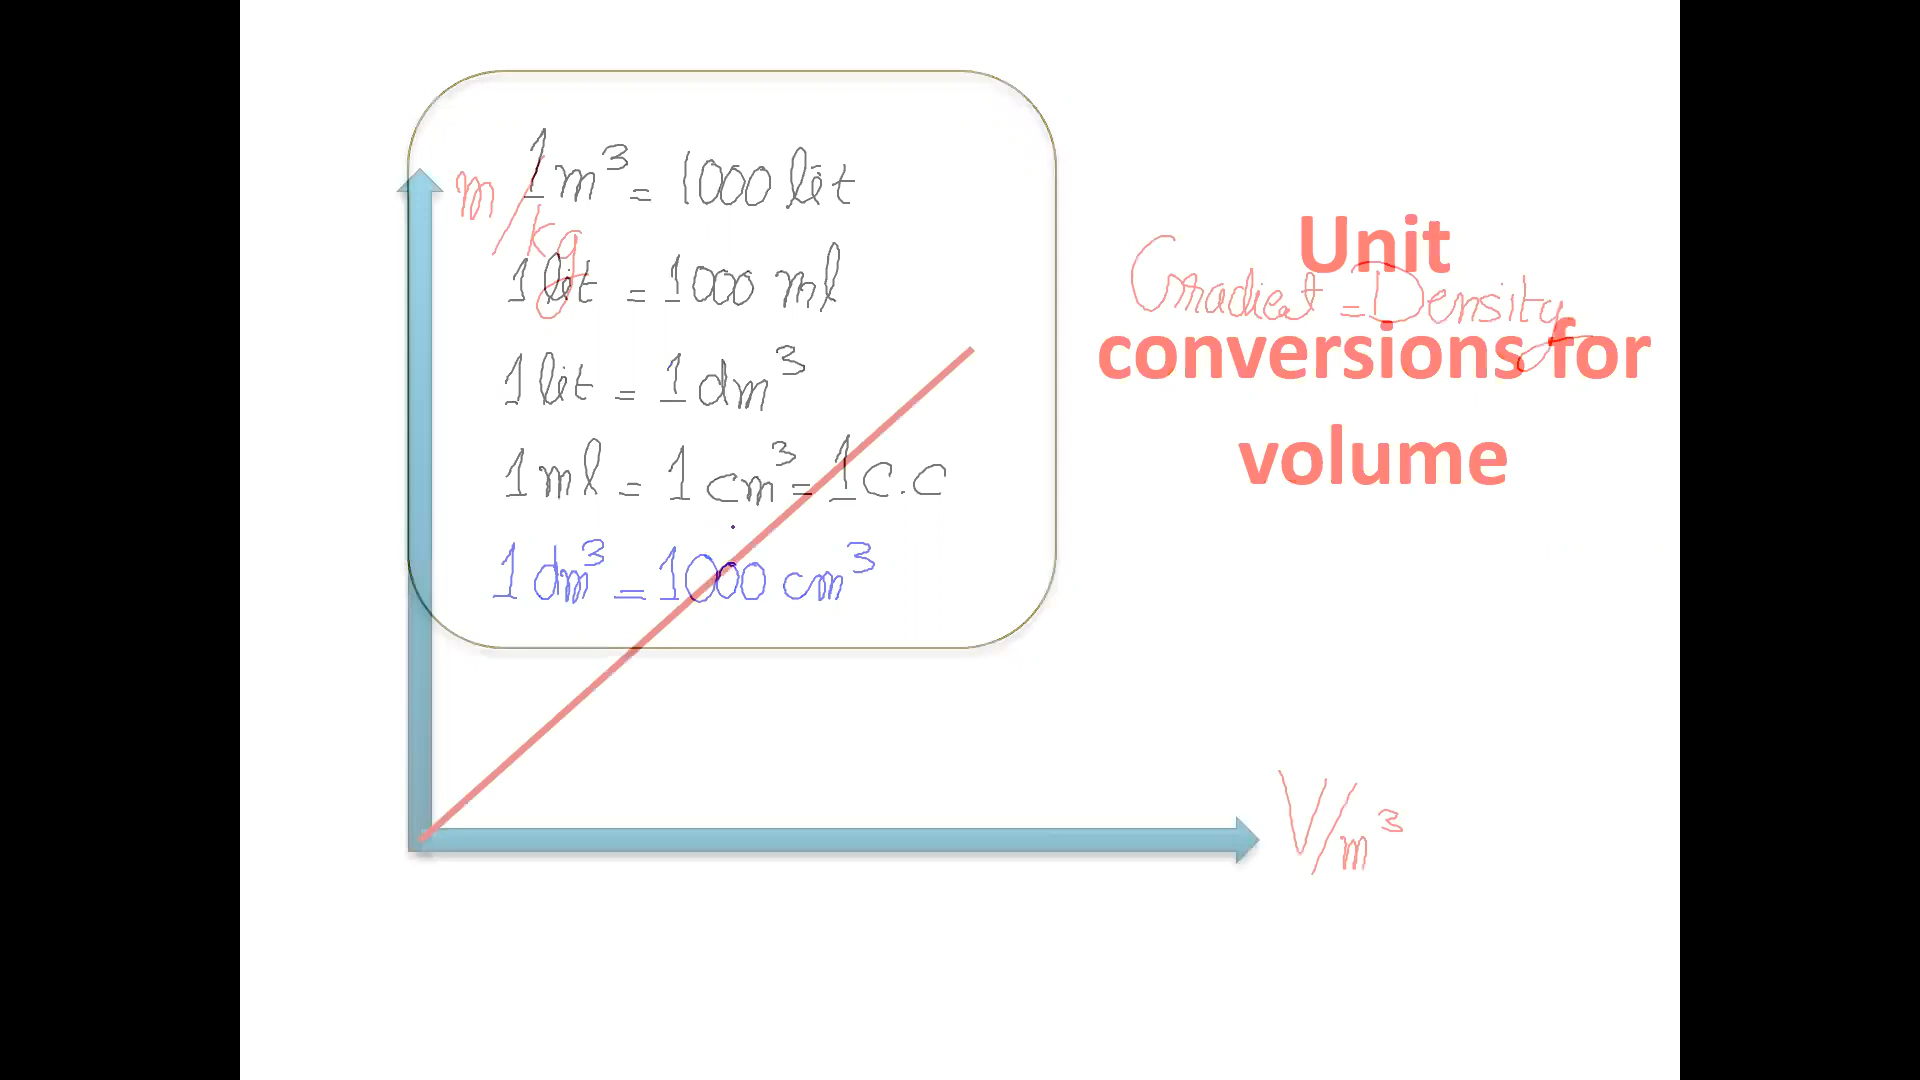 1m³ = 1000 lit
m/kg
1 lit = 1000 ml
1 lit = 1 dm³
1 ml = 1 cm³ = 1 c.c
1 dm³ = 1000 cm³
Unit
conversions for
volume
Gradient = Density
V/m³